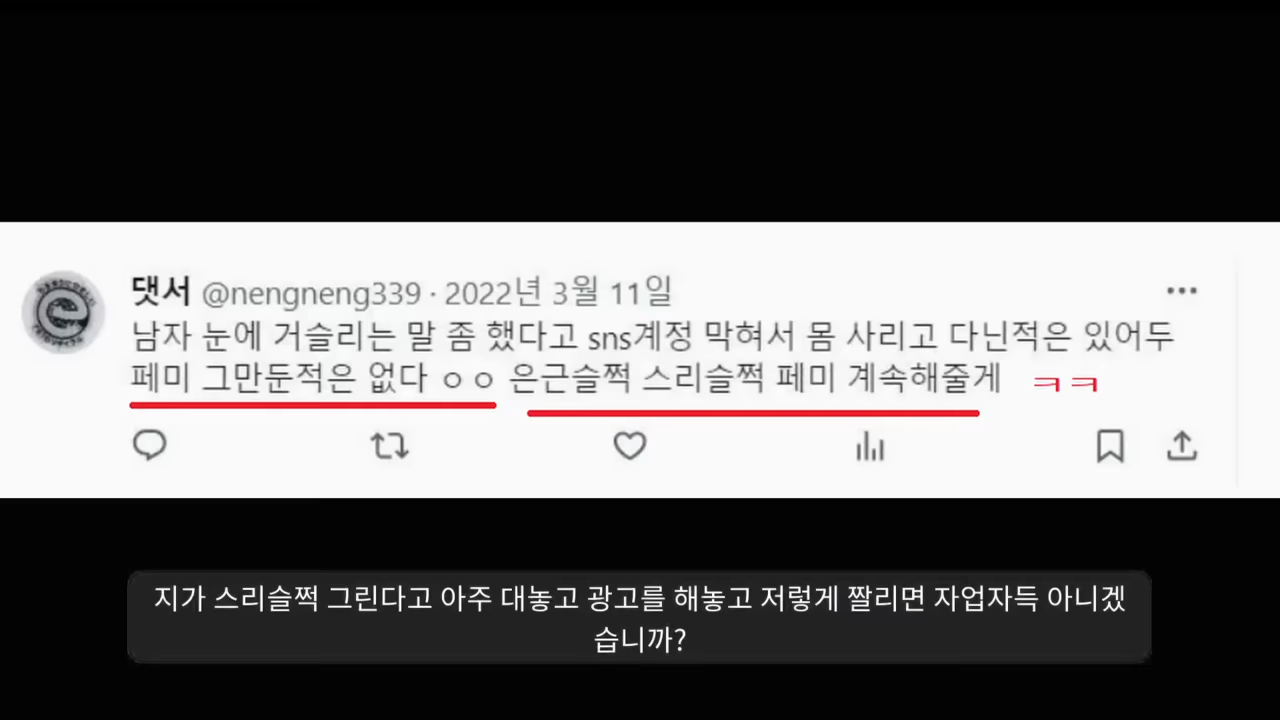 댓서 @nengneng339 · 2022년 3월 11일
남자 눈에 거슬리는 말 좀 했다고 sns계정 막혀서 몸 사리고 다닌적은 있어두
페미 그만둔적은 없다 ㅇㅇ 은근슬쩍 스리슬쩍 페미 계속해줄게 ㅋㅋ
지가 스리슬쩍 그린다고 아주 대놓고 광고를 해놓고 저렇게 짤리면 자업자득 아니겠
습니까?